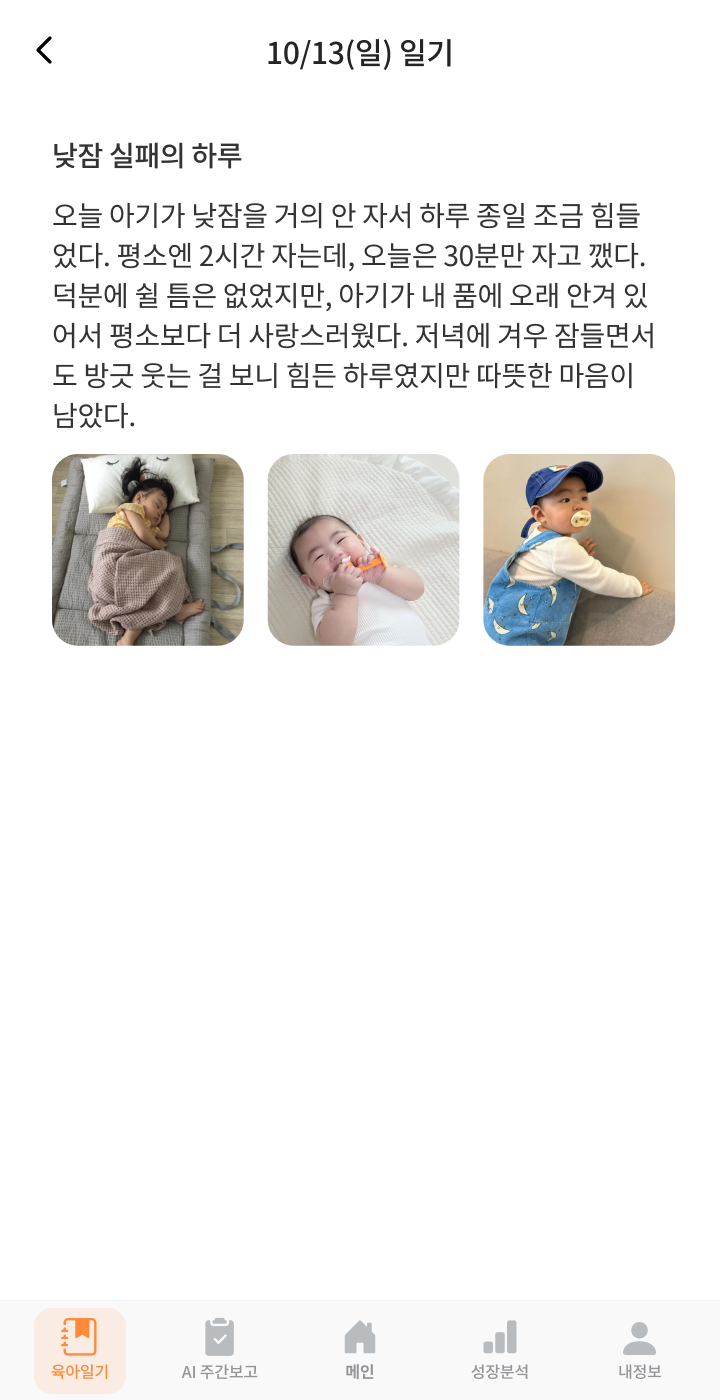 10/13(일) 일기
낮잠 실패의 하루
오늘 아기가 낮잠을 거의 안 자서 하루 종일 조금 힘들
었다. 평소엔 2시간 자는데, 오늘은 30분만 자고 깼다.
덕분에 쉴 틈은 없었지만, 아기가 내 품에 오래 안겨 있
어서 평소보다 더 사랑스러웠다. 저녁에 겨우 잠들면서
도 방긋 웃는 걸 보니 힘든 하루였지만 따뜻한 마음이
남았다.
육아일기
AI 주간보고
메인
성장분석
내정보